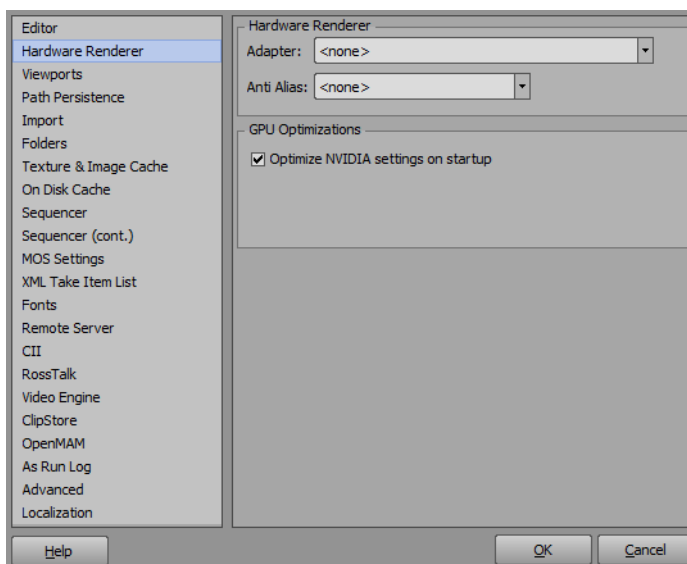 Editor
Hardware Renderer
Viewports
Path Persistence
Import
Folders
Texture & Image Cache
On Disk Cache
Sequencer
Sequencer (cont.)
MOS Settings
XML Take Item List
Fonts
Remote Server
CII
RossTalk
Video Engine
ClipStore
OpenMAM
As Run Log
Advanced
Localization
Hardware Renderer
Adapter: <none>
Anti Alias: <none>
GPU Optimizations
Optimize NVIDIA settings on startup
Help OK Cancel